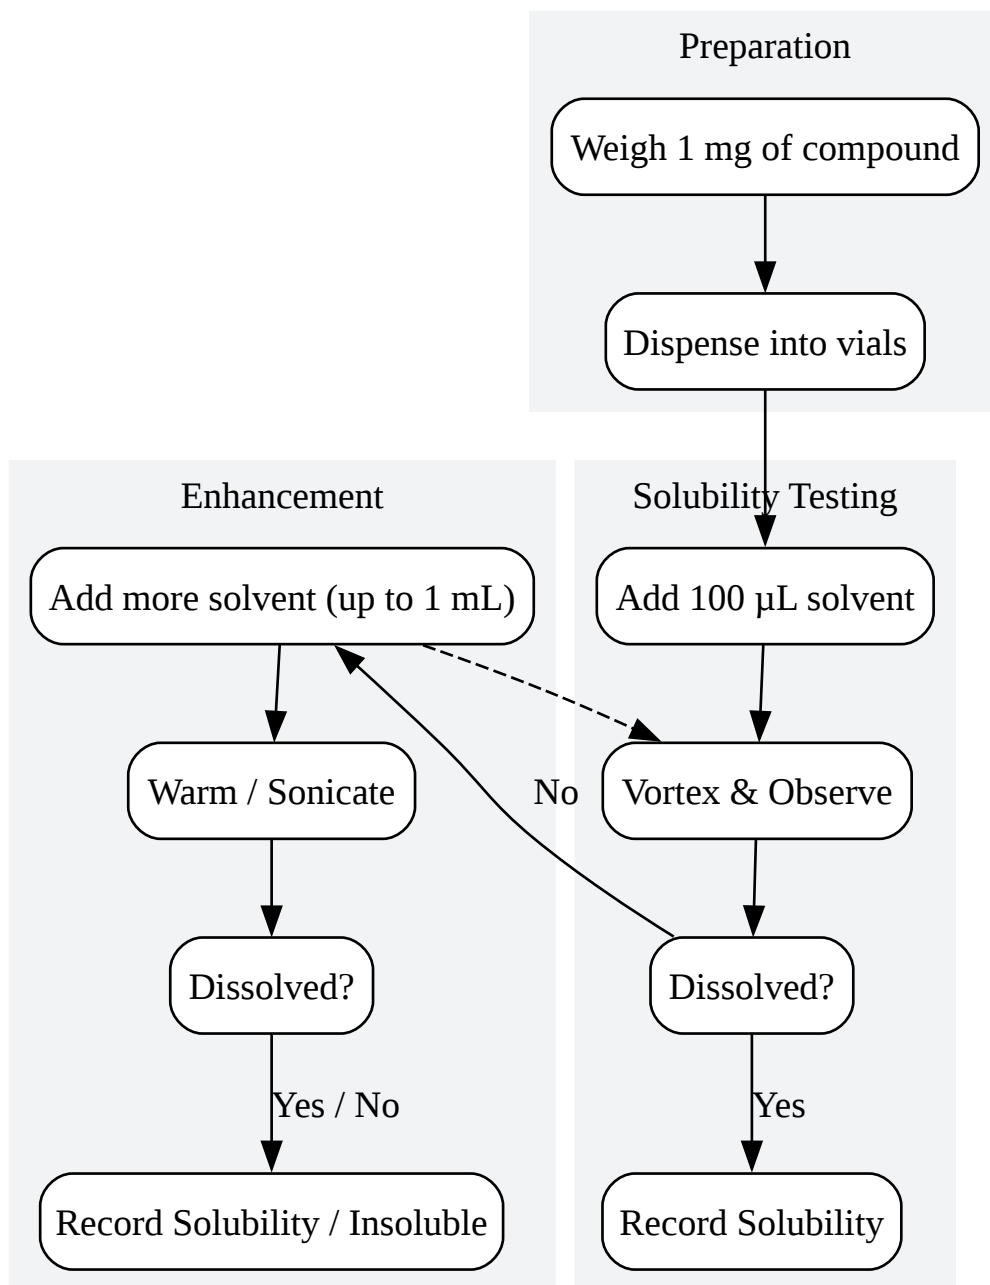 Preparation
Weigh 1 mg of compound
Dispense into vials
Enhancement
Solubility Testing
Add more solvent (up to 1 mL)
Add 100 µL solvent
Warm / Sonicate
No
Vortex & Observe
Dissolved?
Dissolved?
Yes / No
Yes
Record Solubility / Insoluble
Record Solubility